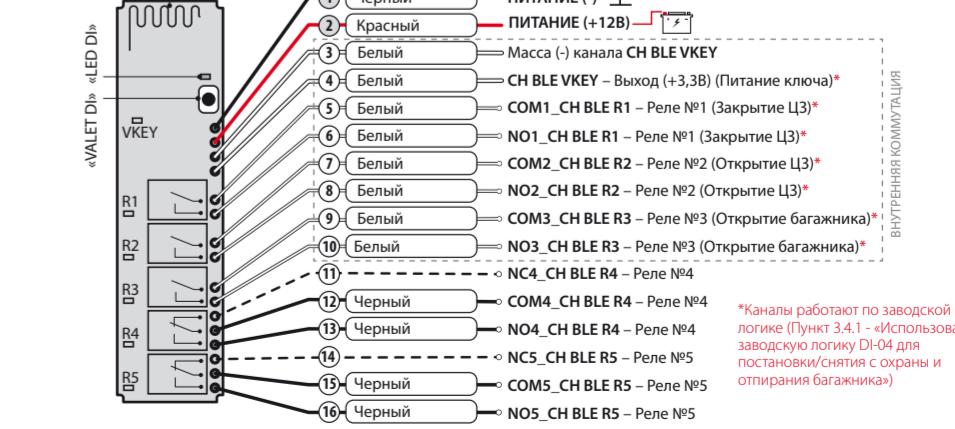 «LED DI»
«VALET DI»
VKEY
R1
R2
R3
R4
R5
1 Черный ПИТАНИЕ (-)
2 Красный ПИТАНИЕ (+12В)
3 Белый Масса (-) канала CH BLE VKEY
4 Белый CH BLE VKEY – Выход (+3,3В) (Питание ключа)*
5 Белый COM1_CH BLE R1 – Реле №1 (Закрытие ЦЗ)*
6 Белый NO1_CH BLE R1 – Реле №1 (Закрытие ЦЗ)*
7 Белый COM2_CH BLE R2 – Реле №2 (Открытие ЦЗ)*
8 Белый NO2_CH BLE R2 – Реле №2 (Открытие ЦЗ)*
9 Белый COM3_CH BLE R3 – Реле №3 (Открытие багажника)*
10 Белый NO3_CH BLE R3 – Реле №3 (Открытие багажника)*
11 NC4_CH BLE R4 – Реле №4
12 Черный COM4_CH BLE R4 – Реле №4
13 Черный NO4_CH BLE R4 – Реле №4
14 NC5_CH BLE R5 – Реле №5
15 Черный COM5_CH BLE R5 – Реле №5
16 Черный NO5_CH BLE R5 – Реле №5
ВНУТРЕННЯЯ КОММУТАЦИЯ
*Каналы работают по заводской
логике (Пункт 3.4.1 - «Использова
заводскую логику DI-04 для
постановки/снятия с охраны и
отпирания багажника»)